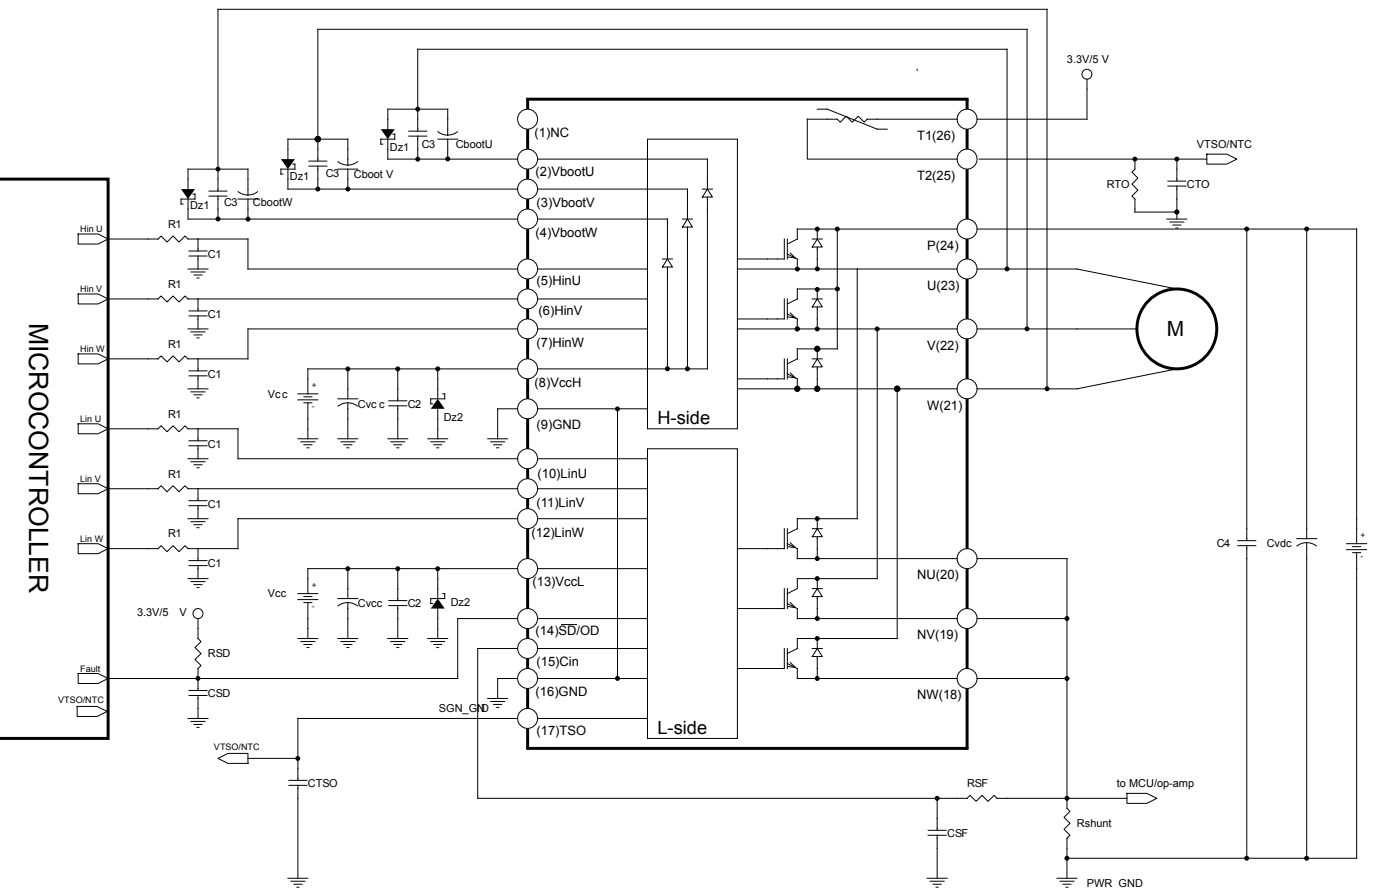 3.3V/5 V
T1(26)
(1)NC
Dz1
C3
CbootU
VTSO/NTC
Dz1
C3
Cboot V
(2)VbootU
T2(25)
RTO
CTO
Dz1
C3
CbootW
(3)VbootV
(4)VbootW
Hin U
R1
C1
P(24)
(5)HinU
U(23)
Hin V
R1
C1
(6)HinV
M
Hin W
R1
C1
(7)HinW
V(22)
MICROCONTROLLER
Vcc
+
-
Cvc c
C2
Dz2
(8)VccH
W(21)
H-side
(9)GND
Lin U
R1
C1
(10)LinU
Lin V
R1
C1
(11)LinV
Lin W
R1
C1
(12)LinW
C4
Cvdc
+
-
Vcc
+
-
Cvcc
C2
Dz2
(13)VccL
NU(20)
3.3V/5 V
RSD
(14)SD/OD
NV(19)
Fault
CSD
(15)Cin
VTSO/NTC
(16)GND
NW(18)
SGN_GND
(17)TSO
L-side
VTSO/NTC
CTSO
RSF
to MCU/op-amp
CSF
Rshunt
PWR_GND